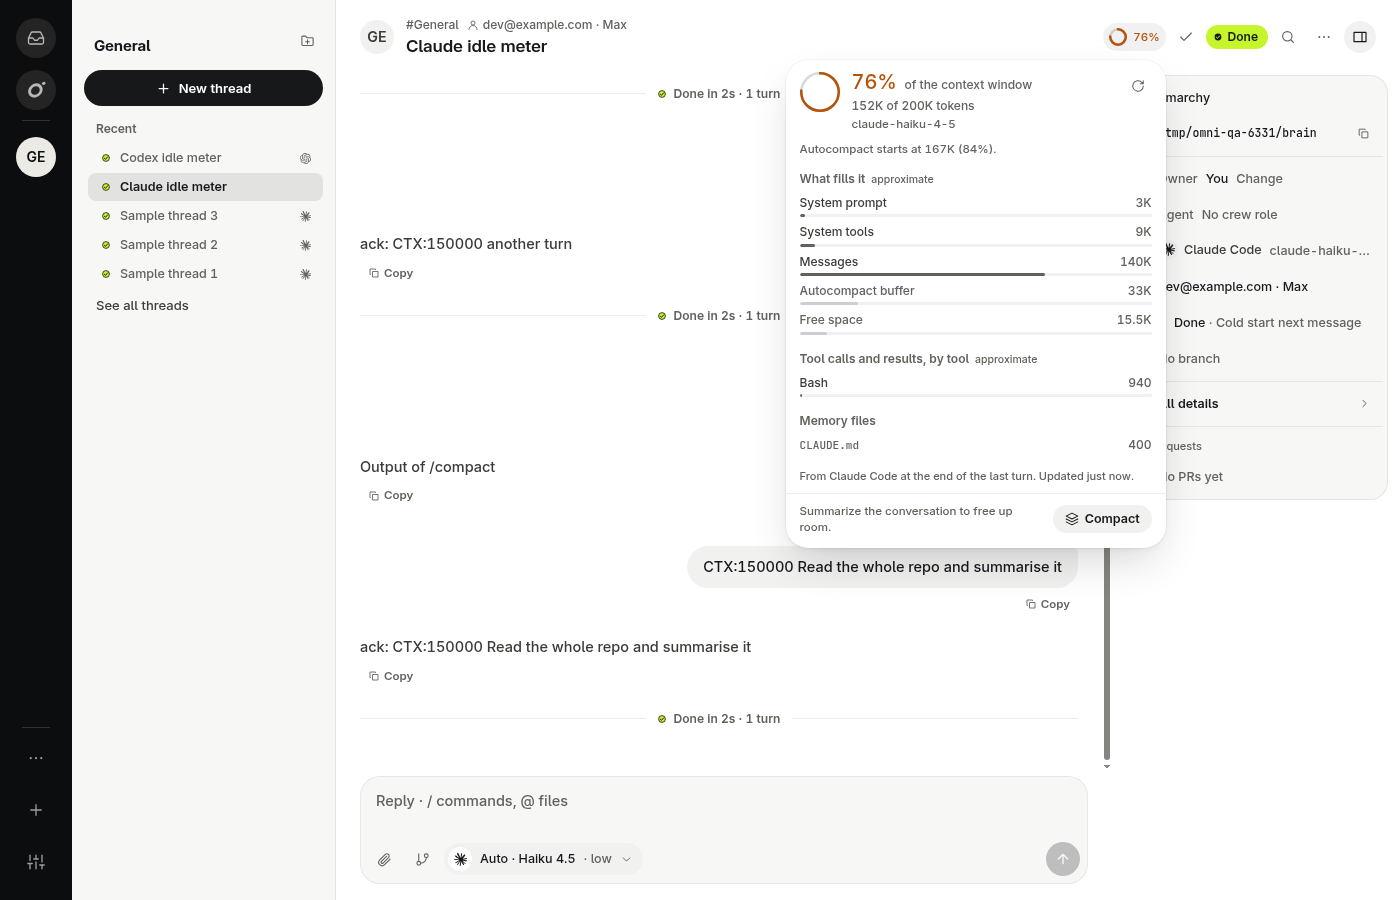 GE
General
New thread
Recent
Codex idle meter
Claude idle meter
Sample thread 3
Sample thread 2
Sample thread 1
See all threads
GE
#General dev@example.com · Max
Claude idle meter
76%
Done
Done in 2s · 1 turn
ack: CTX:150000 another turn
Copy
Done in 2s · 1 turn
Output of /compact
Copy
CTX:150000 Read the whole repo and summarise it
Copy
ack: CTX:150000 Read the whole repo and summarise it
Copy
Done in 2s · 1 turn
Reply · / commands, @ files
Auto · Haiku 4.5 · low
76% of the context window
152K of 200K tokens
claude-haiku-4-5
Autocompact starts at 167K (84%).
What fills it approximate
System prompt 3K
System tools 9K
Messages 140K
Autocompact buffer 33K
Free space 15.5K
Tool calls and results, by tool approximate
Bash 940
Memory files
CLAUDE.md 400
From Claude Code at the end of the last turn. Updated just now.
Summarize the conversation to free up
room.
Compact
marchy
tmp/omni-qa-6331/brain
wner You Change
gent No crew role
Claude Code claude-haiku-...
ev@example.com · Max
Done · Cold start next message
o branch
ll details
quests
o PRs yet